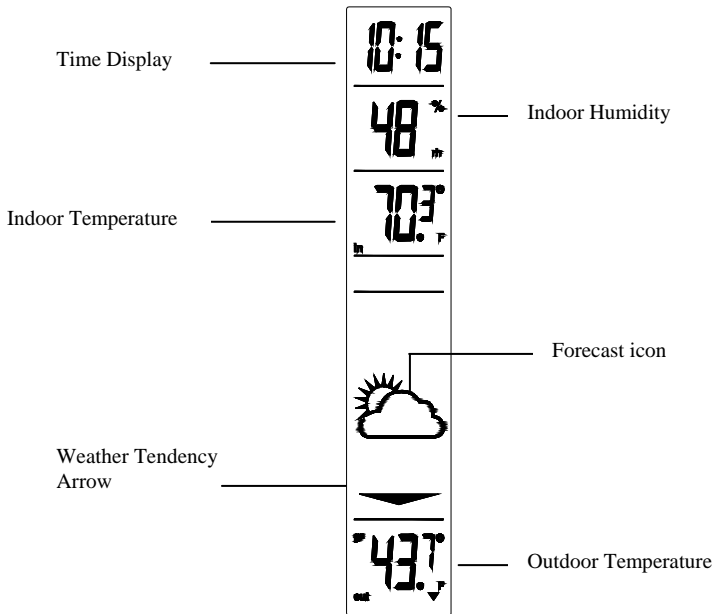 Time Display
10:15
48 %
Indoor Humidity
Indoor Temperature
70.3° F
in
Forecast icon
Weather Tendency
Arrow
43.7° F
out
Outdoor Temperature